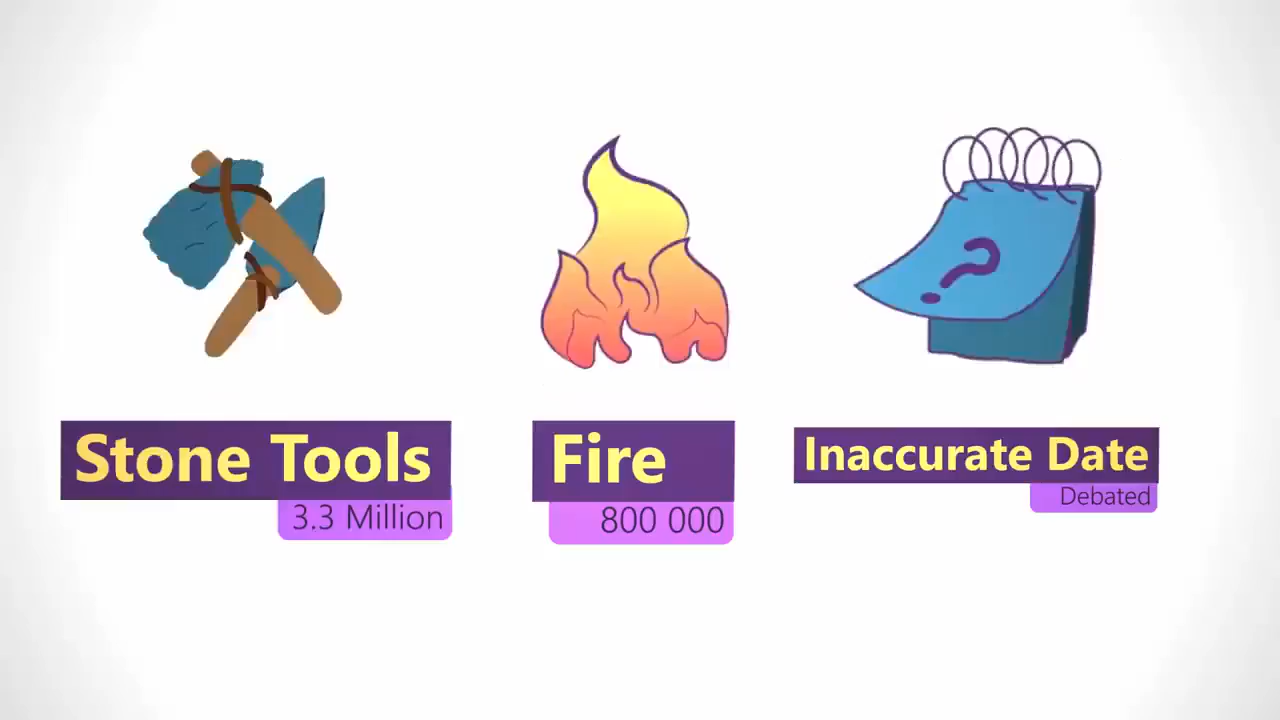 Stone Tools
3.3 Million
Fire
800 000
?
Inaccurate Date
Debated